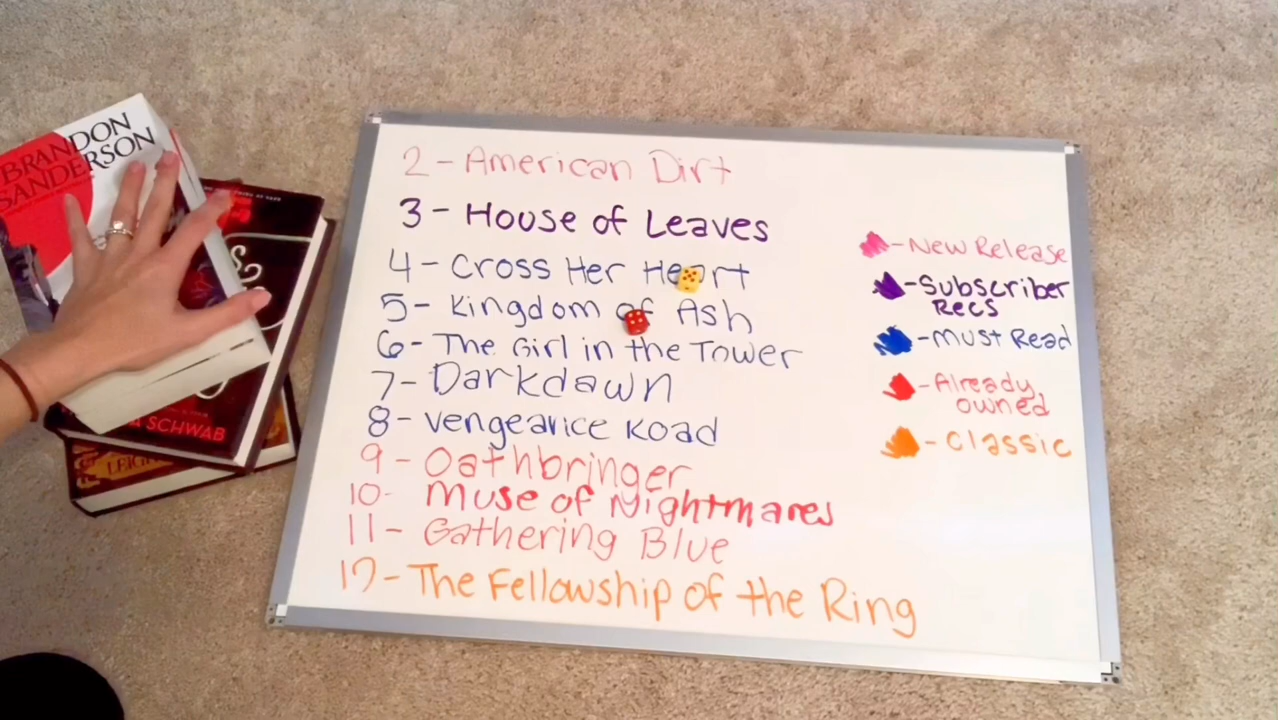 BRANDON
SANDERSON
SCHWAB
LEIGH
2 - American Dirt
3 - House of Leaves
4 - Cross Her Heart
5 - Kingdom of Ash
6 - The Girl in the Tower
7 - Darkdawn
8 - Vengeance Road
9 - Oathbringer
10- Muse of Nightmares
11- Gathering Blue
12- The Fellowship of the Ring
- New Release
- Subscriber
Recs
- Must Read
- Already
owned
- Classic